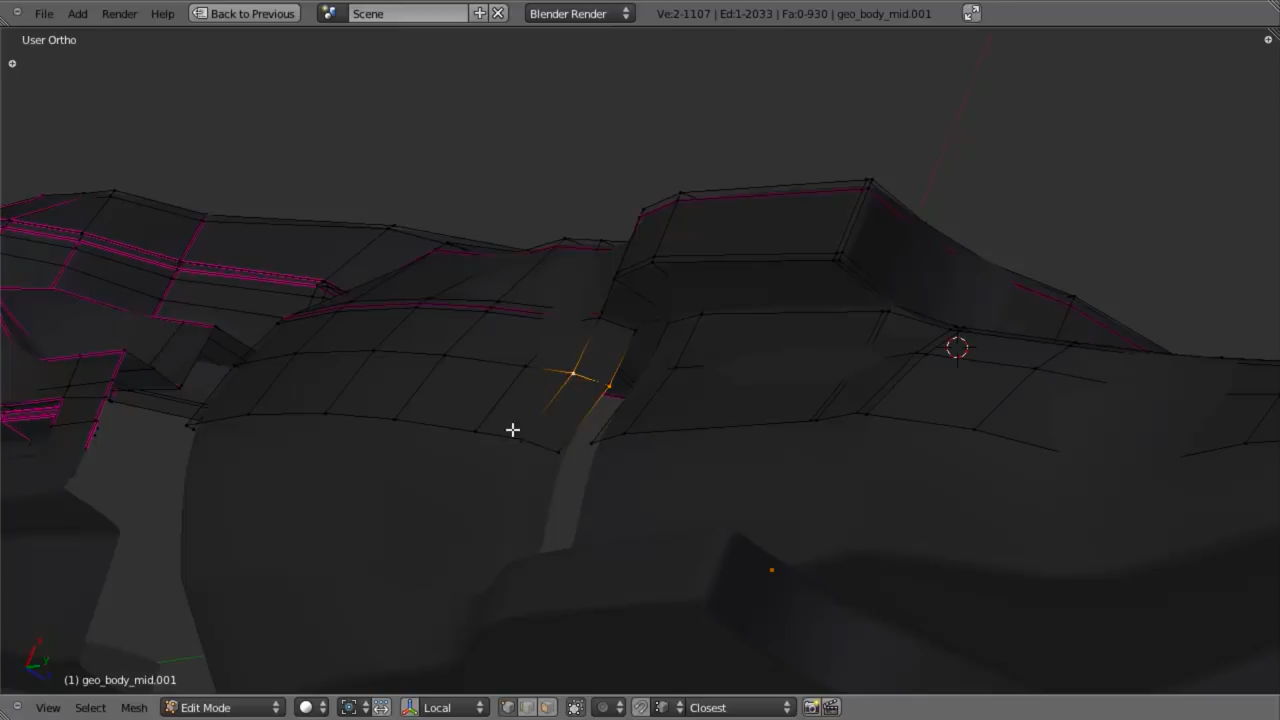 File Add Render Help Back to Previous Scene Blender Render Ve:2-1107 | Ed:1-2033 | Fa:0-930 | geo_body_mid.001
User Ortho
(1) geo_body_mid.001
View Select Mesh Edit Mode Local Closest